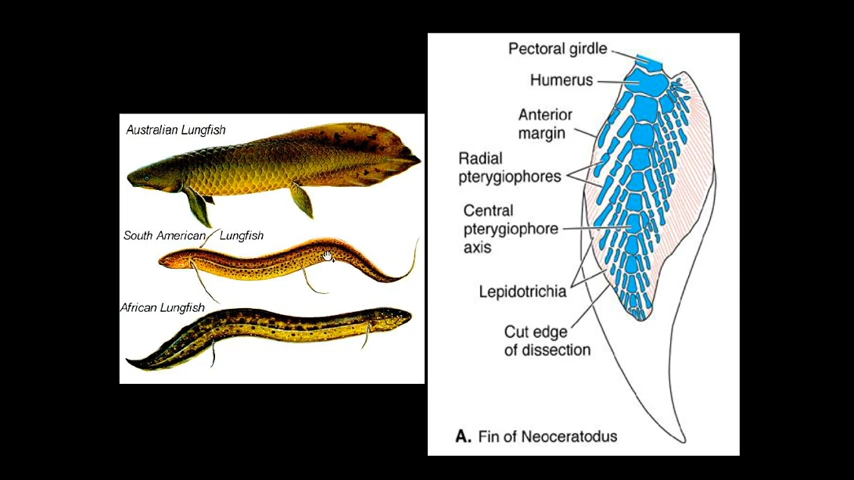 Australian Lungfish
South American Lungfish
African Lungfish
Pectoral girdle
Humerus
Anterior
margin
Radial
pterygiophores
Central
pterygiophore
axis
Lepidotrichia
Cut edge
of dissection
A. Fin of Neoceratodus